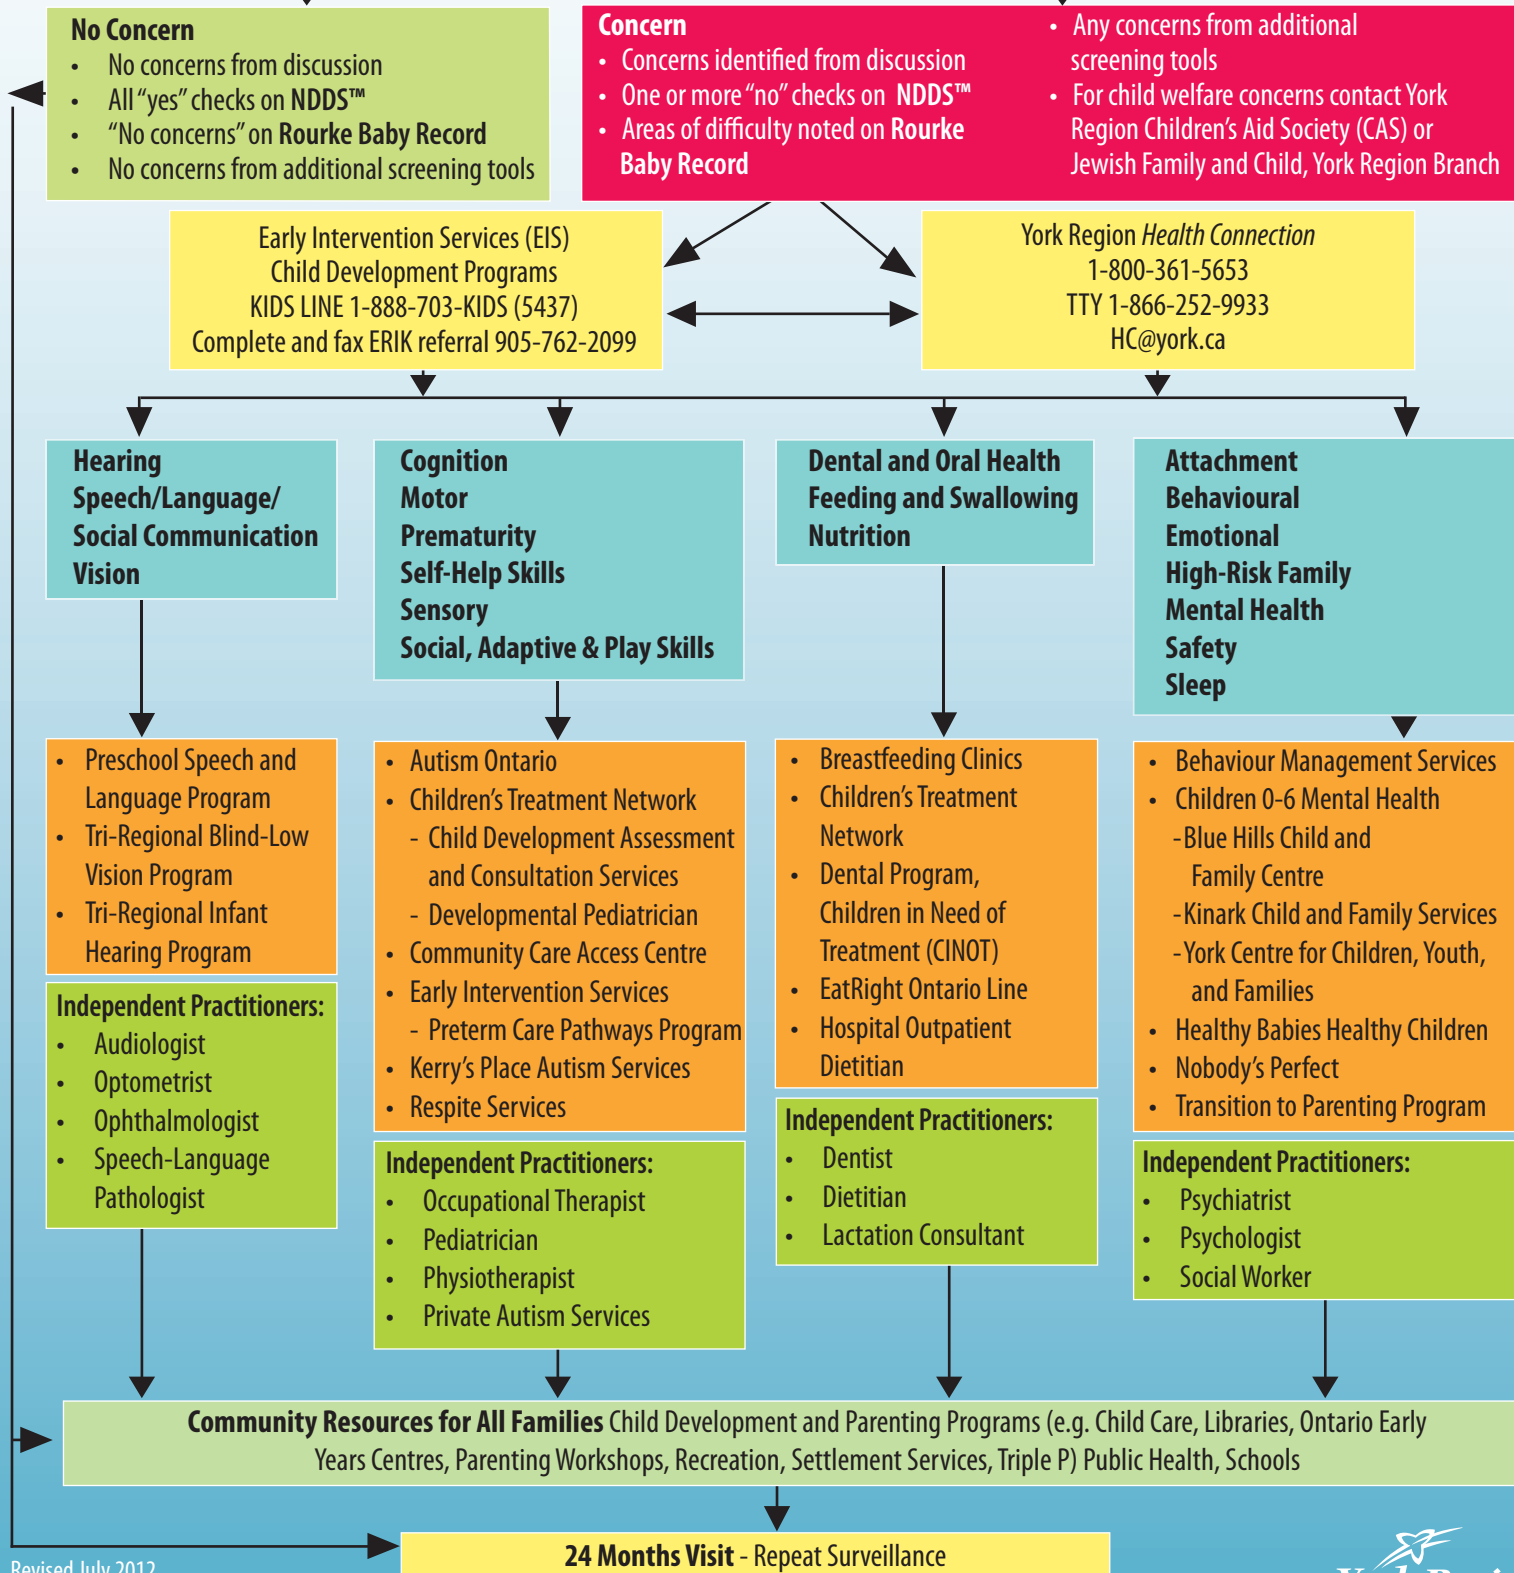 No Concern
• No concerns from discussion
• All “yes” checks on NDDS™
• “No concerns” on Rourke Baby Record
• No concerns from additional screening tools
Concern
• Concerns identified from discussion
• One or more “no” checks on NDDS™
• Areas of difficulty noted on Rourke
Baby Record
• Any concerns from additional
screening tools
• For child welfare concerns contact York
Region Children’s Aid Society (CAS) or
Jewish Family and Child, York Region Branch
Early Intervention Services (EIS)
Child Development Programs
KIDS LINE 1-888-703-KIDS (5437)
Complete and fax ERIK referral 905-762-2099
York Region Health Connection
1-800-361-5653
TTY 1-866-252-9933
HC@york.ca
Hearing
Speech/Language/
Social Communication
Vision
Cognition
Motor
Prematurity
Self-Help Skills
Sensory
Social, Adaptive & Play Skills
Dental and Oral Health
Feeding and Swallowing
Nutrition
Attachment
Behavioural
Emotional
High-Risk Family
Mental Health
Safety
Sleep
• Preschool Speech and
Language Program
• Tri-Regional Blind-Low
Vision Program
• Tri-Regional Infant
Hearing Program
Independent Practitioners:
• Audiologist
• Optometrist
• Ophthalmologist
• Speech-Language
Pathologist
• Autism Ontario
• Children’s Treatment Network
- Child Development Assessment
and Consultation Services
- Developmental Pediatrician
• Community Care Access Centre
• Early Intervention Services
- Preterm Care Pathways Program
• Kerry’s Place Autism Services
• Respite Services
Independent Practitioners:
• Occupational Therapist
• Pediatrician
• Physiotherapist
• Private Autism Services
• Breastfeeding Clinics
• Children’s Treatment
Network
• Dental Program,
Children in Need of
Treatment (CINOT)
• EatRight Ontario Line
• Hospital Outpatient
Dietitian
Independent Practitioners:
• Dentist
• Dietitian
• Lactation Consultant
• Behaviour Management Services
• Children 0-6 Mental Health
- Blue Hills Child and
Family Centre
- Kinark Child and Family Services
- York Centre for Children, Youth,
and Families
• Healthy Babies Healthy Children
• Nobody’s Perfect
• Transition to Parenting Program
Independent Practitioners:
• Psychiatrist
• Psychologist
• Social Worker
Community Resources for All Families Child Development and Parenting Programs (e.g. Child Care, Libraries, Ontario Early
Years Centres, Parenting Workshops, Recreation, Settlement Services, Triple P) Public Health, Schools
24 Months Visit - Repeat Surveillance
Revised July 2012